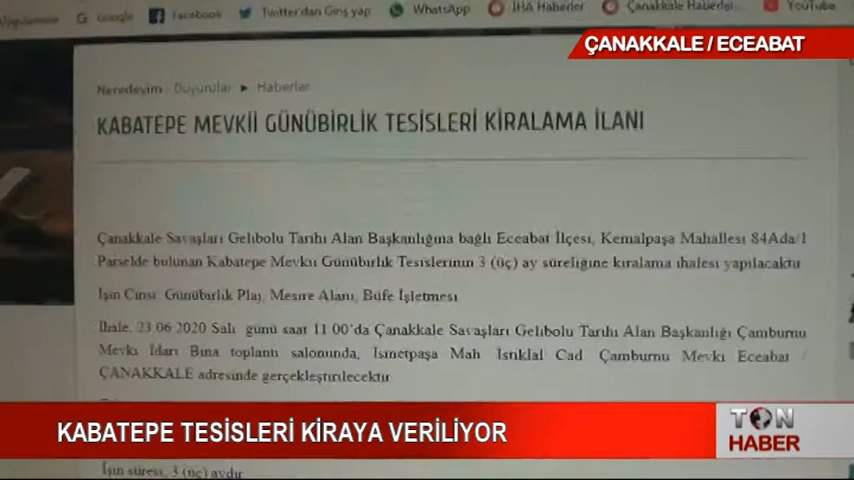 Google Facebook Twitter'dan Giriş yap WhatsApp İHA Haberler Çanakkale Haberleri... YouTube
ÇANAKKALE / ECEABAT
Neredeyim Duyurular ► Haberler
KABATEPE MEVKİİ GÜNÜBİRLİK TESİSLERİ KİRALAMA İLANI
Çanakkale Savaşları Gelibolu Tarihi Alan Başkanlığına bağlı Eceabat İlçesi, Kemalpaşa Mahallesi 84Ada/1
Parselde bulunan Kabatepe Mevkii Günübirlik Tesislerinin 3 (üç) ay süreliğine kiralama ihalesi yapılacaktır
İşin Cinsi: Günübirlik Plaj, Mesire Alanı, Büfe İşletmesi
İhale, 23.06.2020 Salı günü saat 11.00'da Çanakkale Savaşları Gelibolu Tarihi Alan Başkanlığı Çamburnu
Mevki İdari Bina toplantı salonunda, İsmetpaşa Mah İstiklal Cad Çamburnu Mevki Eceabat /
ÇANAKKALE adresinde gerçekleştirilecektir
KABATEPE TESİSLERİ KİRAYA VERİLİYOR
TON
HABER
İşin süresi, 3 (üç) aydır